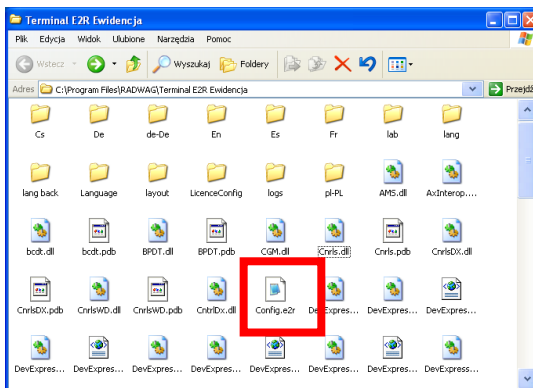 Terminal E2R Ewidencja
Plik Edycja Widok Ulubione Narzędzia Pomoc
Wstecz Wyszukaj Foldery
Adres C:\Program Files\RADWAG\Terminal E2R Ewidencja Przejdź
Cs De de-De En Es Fr lab lang
lang back Language layout LicenceConfig logs pl-PL AMS.dll AxInterop....
bcdt.dll bcdt.pdb BPDT.dll BPDT.pdb CGM.dll Cnrls.dll Cnrls.pdb CnrlsDX.dll
CnrlsDX.pdb CnrlsWD.dll CnrlsWD.pdb CntrlDx.dll Config.e2r DevExpres... DevExpres... DevExpres...
DevExpres... DevExpres... DevExpres... DevExpres... DevExpres... DevExpres... DevExpres... DevExpres...